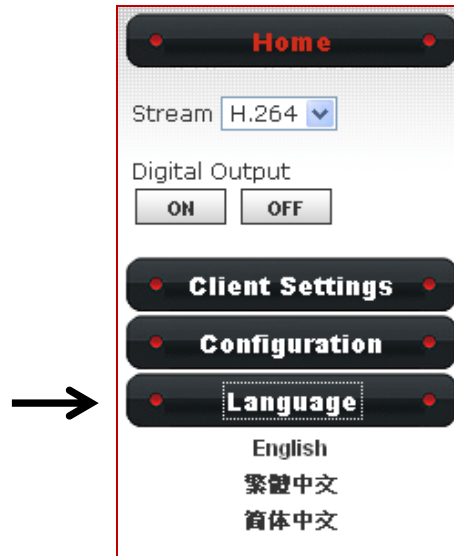 Home
Stream H.264
Digital Output
ON OFF
Client Settings
Configuration
Language
English
繁體中文
简体中文